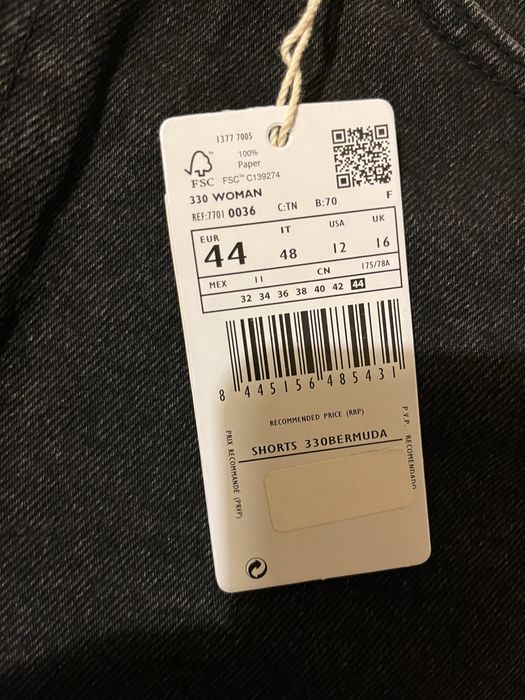 1377 7005
100%
Paper
FSC™
FSC™ C139274
330 WOMAN
REF:7701 0036 C:TN B:70 F
EUR IT USA UK
44 48 12 16
MEX 11 CN 175/78A
32 34 36 38 40 42 44
8 445156 485431
RECOMMENDED PRICE (RRP)
P.V.P. RECOMENDADO
PRIX RECOMMANDÉ (PRVP)
SHORTS 330BERMUDA